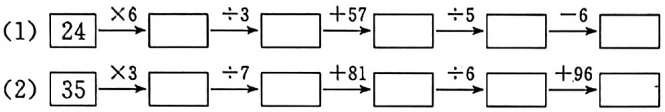 (1) 24 ×6 ÷3 +57 ÷5 −6
(2) 35 ×3 ÷7 +81 ÷6 +96